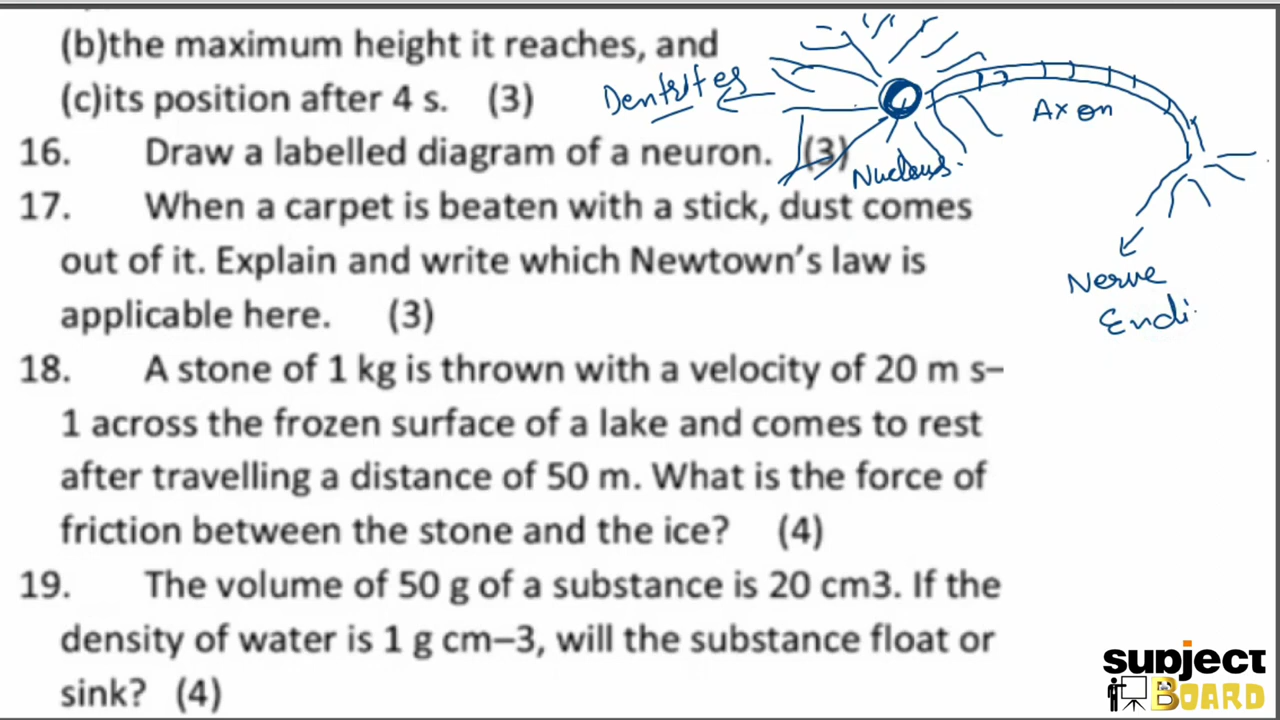 (b)the maximum height it reaches, and
(c)its position after 4 s. (3)
16. Draw a labelled diagram of a neuron. (3)
17. When a carpet is beaten with a stick, dust comes
out of it. Explain and write which Newtown's law is
applicable here. (3)
18. A stone of 1 kg is thrown with a velocity of 20 m s–
1 across the frozen surface of a lake and comes to rest
after travelling a distance of 50 m. What is the force of
friction between the stone and the ice? (4)
19. The volume of 50 g of a substance is 20 cm3. If the
density of water is 1 g cm–3, will the substance float or
sink? (4)
Dentrites
Axon
Nucleus.
Nerve
Endi
subject
BOARD